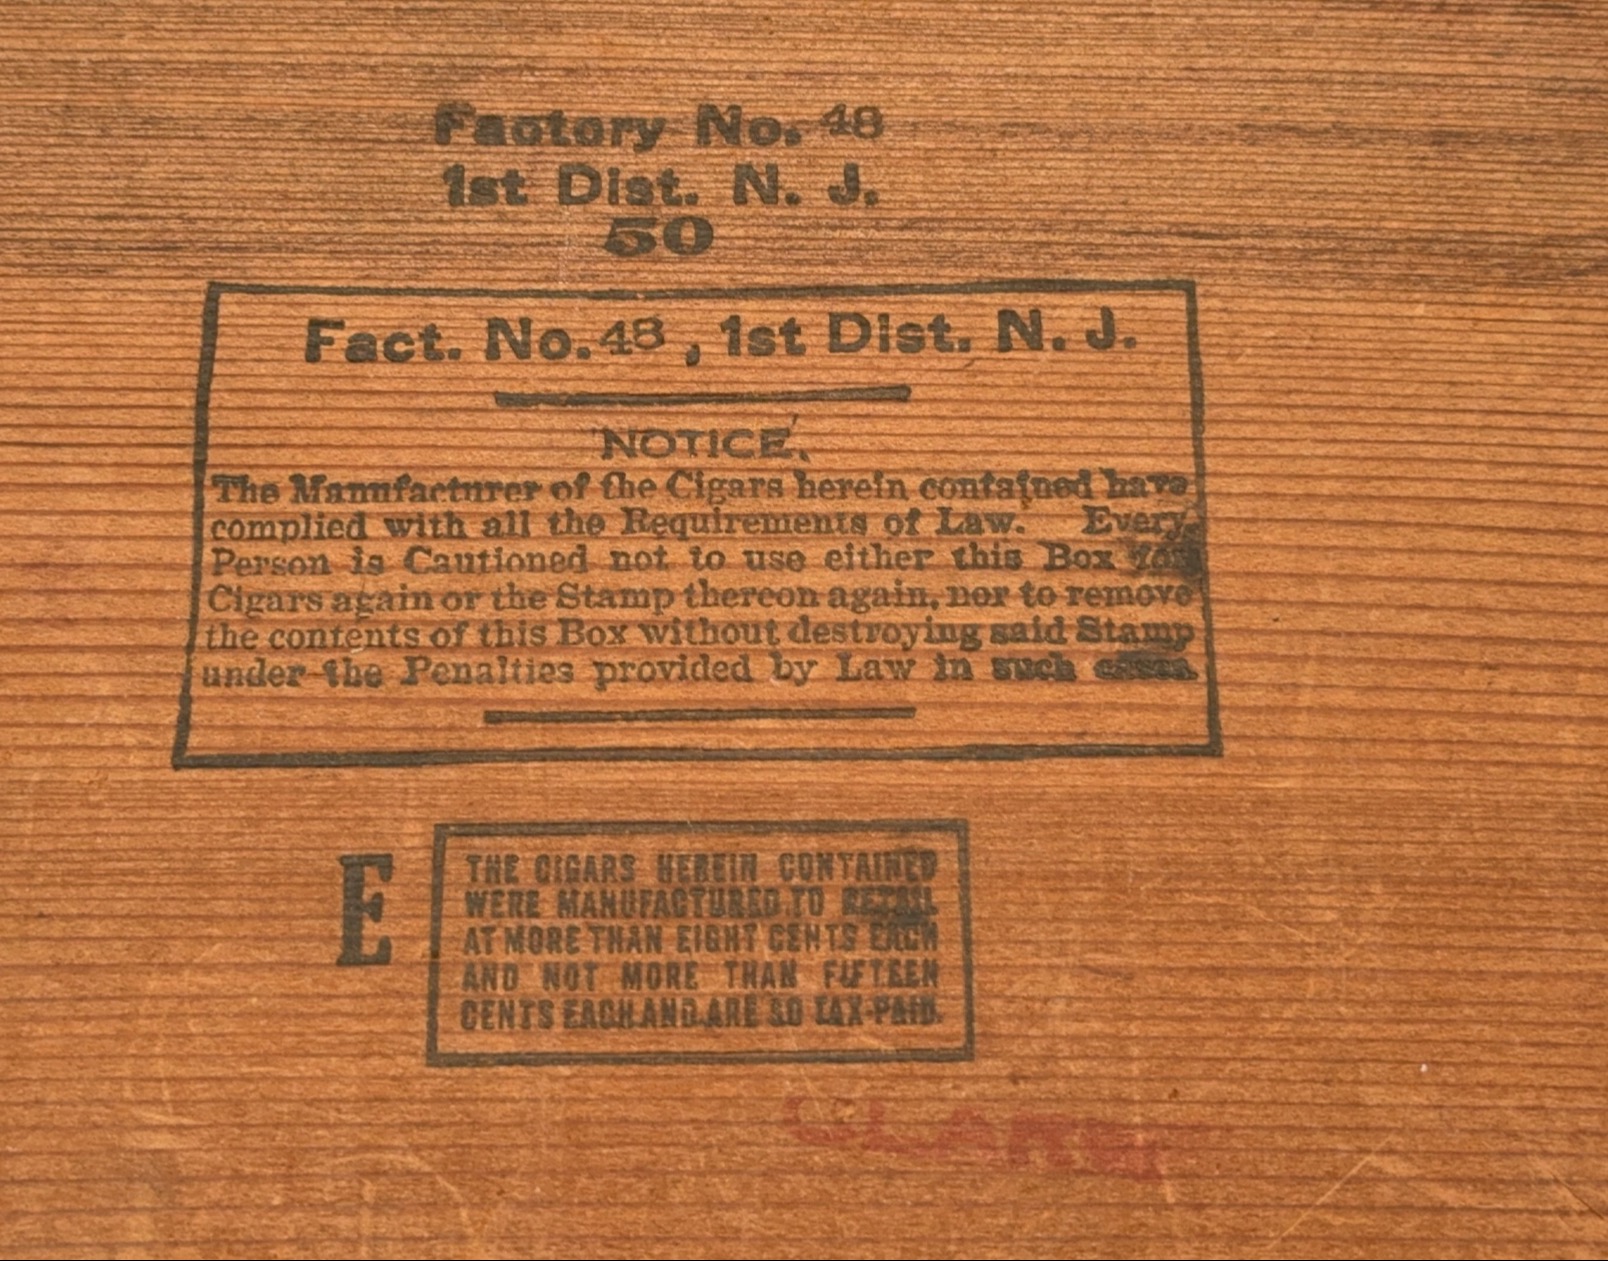 Factory No. 48
1st Dist. N. J.
50
Fact. No. 48, 1st Dist. N. J.
NOTICE.
The Manufacturer of the Cigars herein contained have
complied with all the Requirements of Law. Every
Person is Cautioned not to use either this Box for
Cigars again or the Stamp thereon again, nor to remove
the contents of this Box without destroying said Stamp
under the Penalties provided by Law in such cases.
E
THE CIGARS HEREIN CONTAINED
WERE MANUFACTURED TO RETAIL
AT MORE THAN EIGHT CENTS EACH
AND NOT MORE THAN FIFTEEN
CENTS EACH AND ARE SO TAX-PAID.